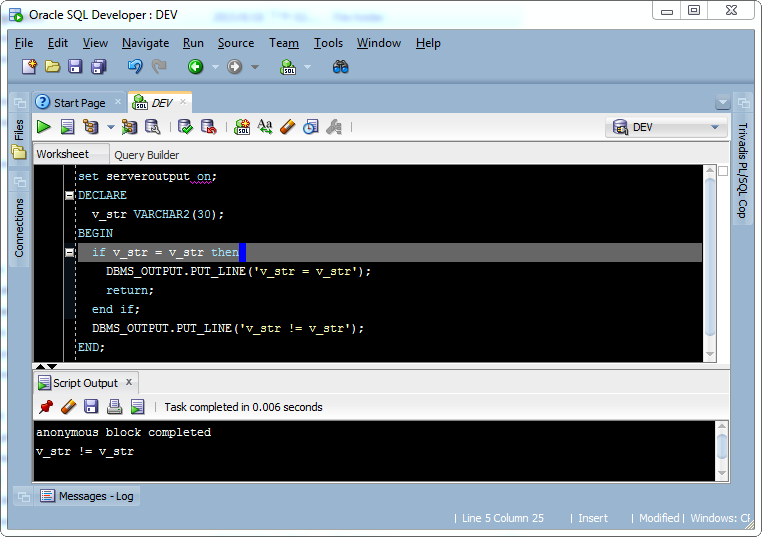 Oracle SQL Developer : DEV
File Edit View Navigate Run Source Team Tools Window Help
Start Page DEV
DEV
Worksheet Query Builder
set serveroutput on;
DECLARE
v_str VARCHAR2(30);
BEGIN
if v_str = v_str then
DBMS_OUTPUT.PUT_LINE('v_str = v_str');
return;
end if;
DBMS_OUTPUT.PUT_LINE('v_str != v_str');
END;
Files
Connections
Trivadis PL/SQL Cop
Script Output x
Task completed in 0.006 seconds
anonymous block completed
v_str != v_str
Messages - Log
Line 5 Column 25 Insert Modified Windows: